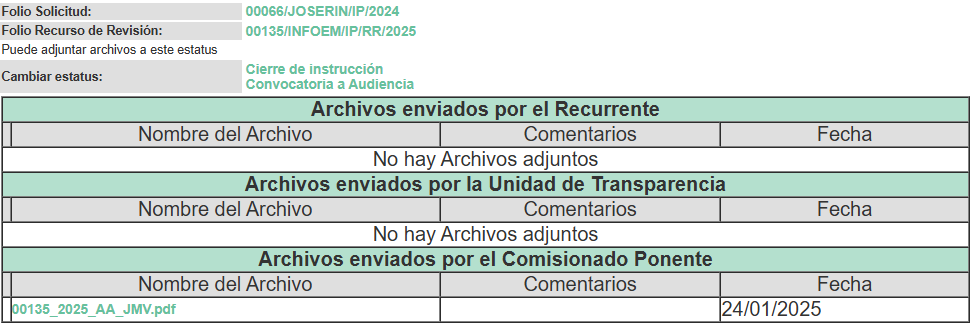 Folio Solicitud: 00066/JOSERIN/IP/2024
Folio Recurso de Revisión: 00135/INFOEM/IP/RR/2025
Puede adjuntar archivos a este estatus
Cambiar estatus: Cierre de instrucción
Convocatoria a Audiencia
Archivos enviados por el Recurrente
Nombre del Archivo Comentarios Fecha
No hay Archivos adjuntos
Archivos enviados por la Unidad de Transparencia
Nombre del Archivo Comentarios Fecha
No hay Archivos adjuntos
Archivos enviados por el Comisionado Ponente
Nombre del Archivo Comentarios Fecha
00135_2025_AA_JMV.pdf 24/01/2025